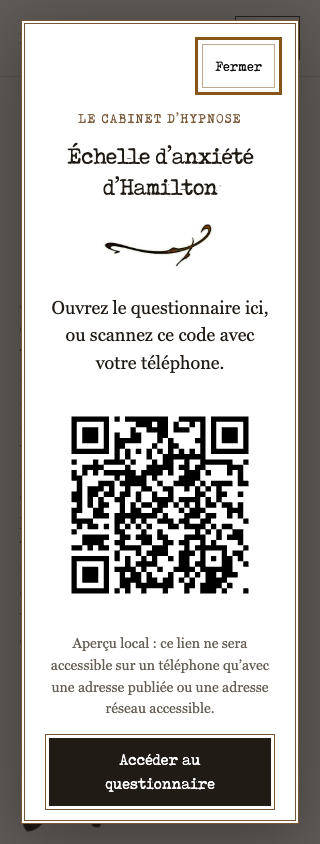 Fermer
LE CABINET D’HYPNOSE
Échelle d’anxiété
d’Hamilton
Ouvrez le questionnaire ici,
ou scannez ce code avec
votre téléphone.
Aperçu local : ce lien ne sera
accessible sur un téléphone qu’avec
une adresse publiée ou une adresse
réseau accessible.
Accéder au
questionnaire